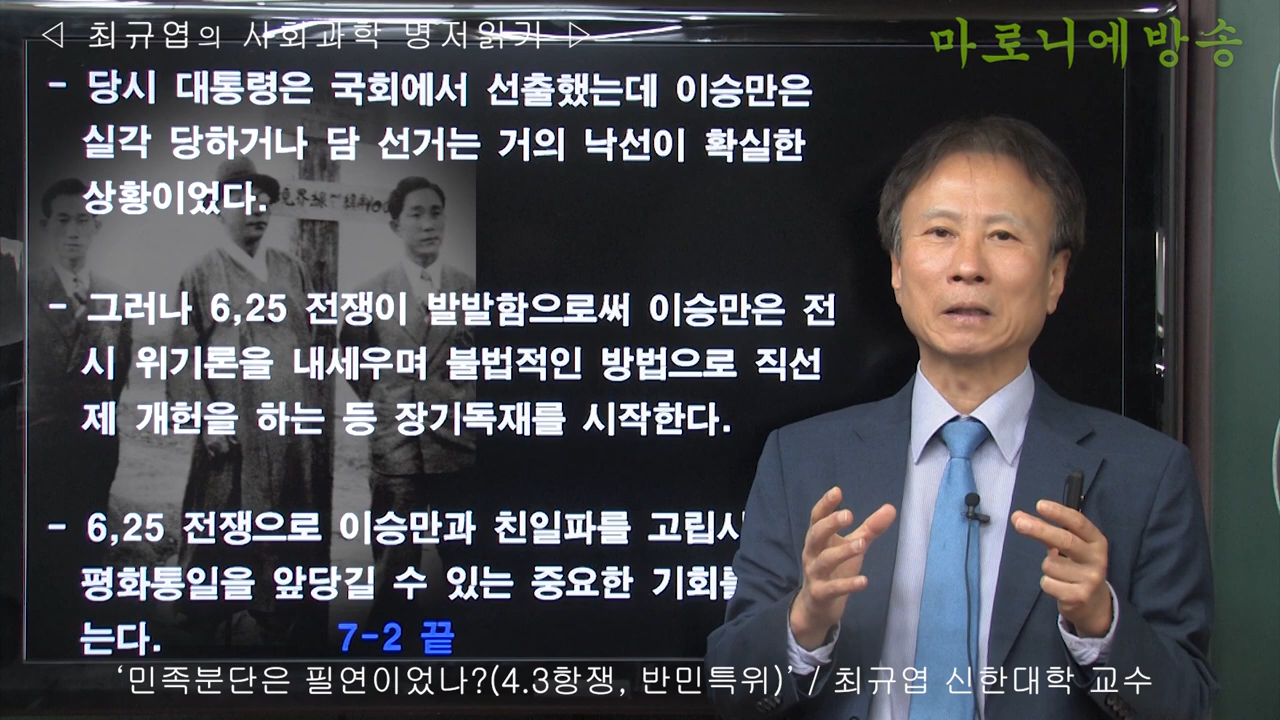 ◁ 최규엽의 사회과학 명저읽기 ▷
마로니에방송
- 당시 대통령은 국회에서 선출했는데 이승만은
실각 당하거나 담 선거는 거의 낙선이 확실한
상황이었다.
- 그러나 6,25 전쟁이 발발함으로써 이승만은 전
시 위기론을 내세우며 불법적인 방법으로 직선
제 개헌을 하는 등 장기독재를 시작한다.
- 6,25 전쟁으로 이승만과 친일파를 고립시
평화통일을 앞당길 수 있는 중요한 기회를
는다. 7-2 끝
‘민족분단은 필연이었나?(4.3항쟁, 반민특위)’ / 최규엽 신한대학 교수